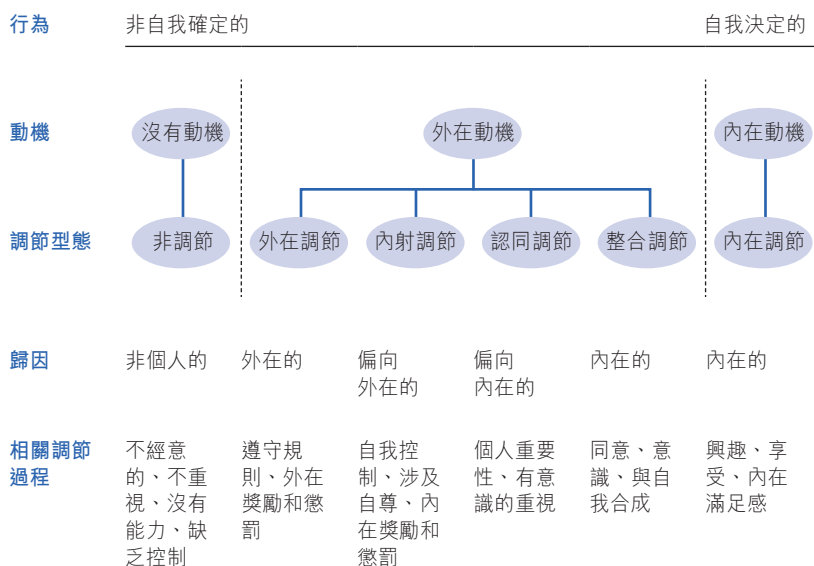 行為 非自我確定的 自我決定的
動機 沒有動機 外在動機 內在動機
調節型態 非調節 外在調節 內射調節 認同調節 整合調節 內在調節
歸因 非個人的 外在的 偏向 偏向 內在的 內在的
外在的 內在的
相關調節 不經意 遵守規 自我控 個人重要 同意、意 興趣、享
過程 的、不重 則、外在 制、涉及 性、有意 識、與自 受、內在
視、沒有 獎勵和懲 自尊、內 識的重視 我合成 滿足感
能力、缺 罰 在獎勵和
乏控制 懲罰